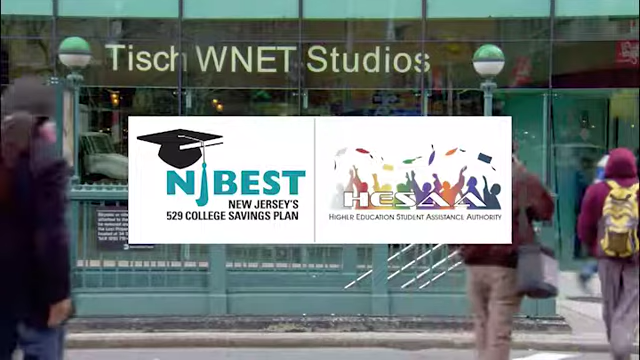 Tisch WNET Studios
NJBEST
NEW JERSEY'S
529 COLLEGE SAVINGS PLAN
HESAA
HIGHER EDUCATION STUDENT ASSISTANCE AUTHORITY